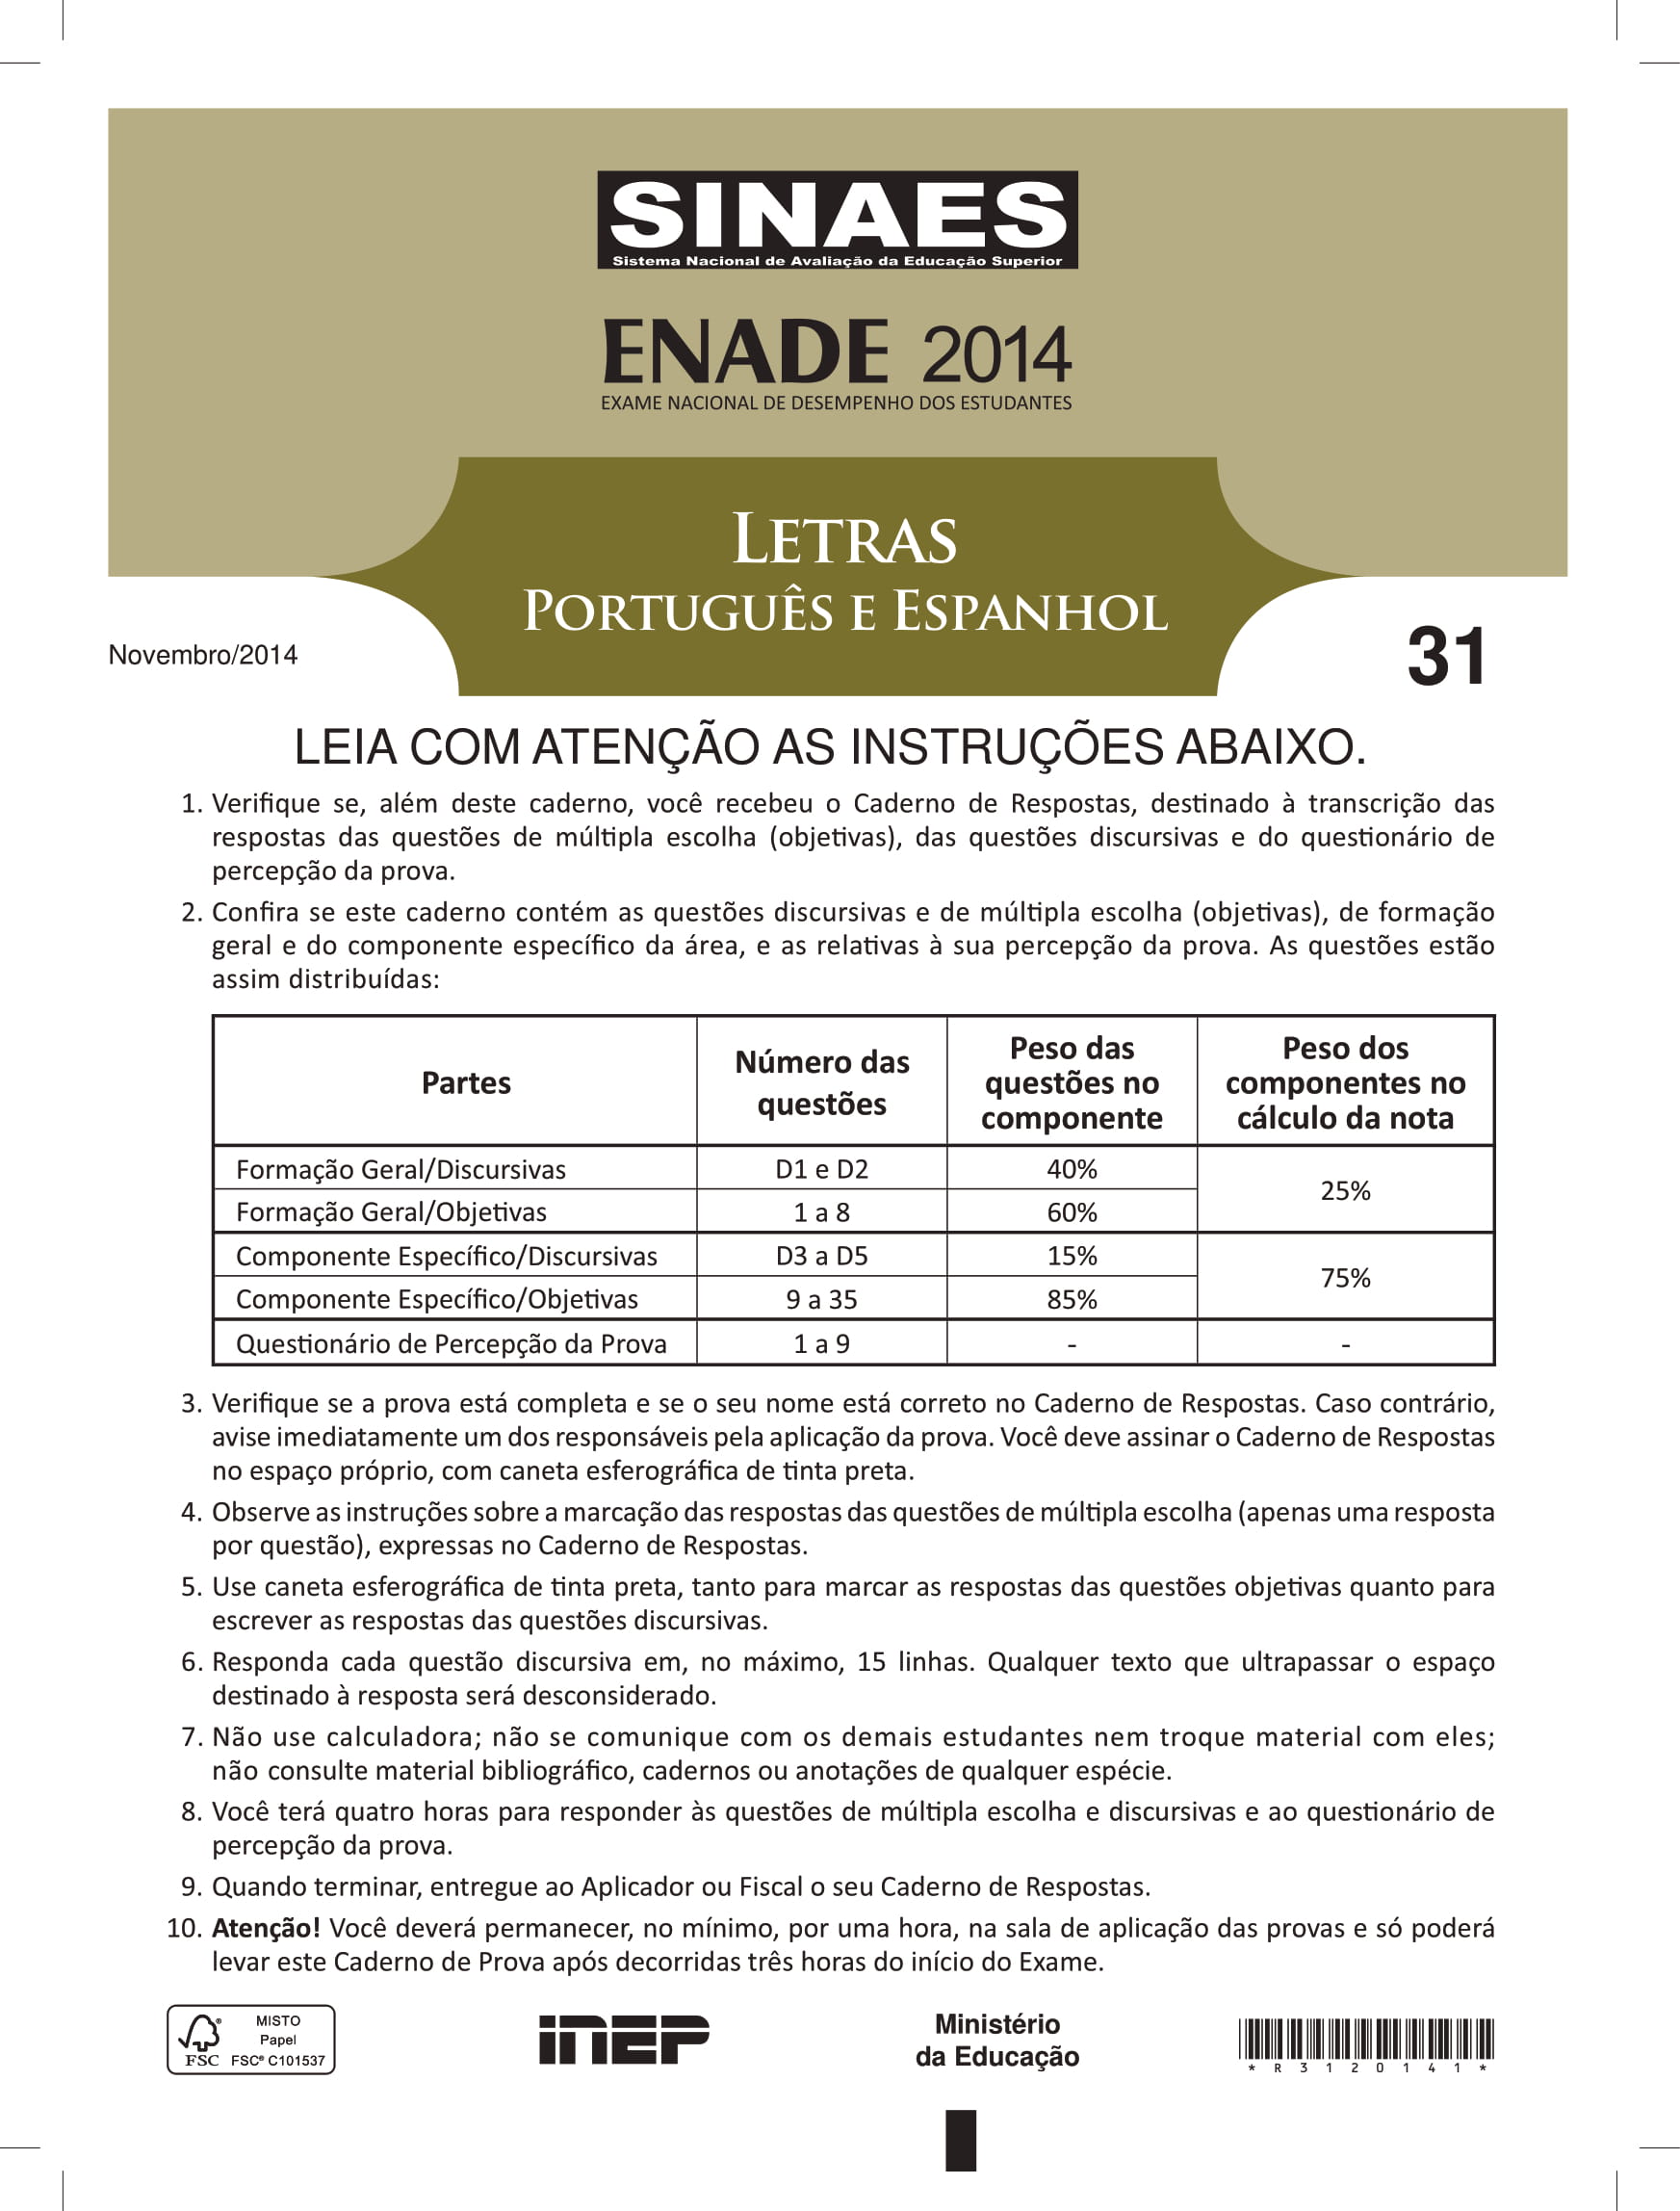 SINAES
Sistema Nacional de Avaliação da Educação Superior
ENADE 2014
EXAME NACIONAL DE DESEMPENHO DOS ESTUDANTES
LETRAS
PORTUGUÊS E ESPANHOL
Novembro/2014
31
LEIA COM ATENÇÃO AS INSTRUÇÕES ABAIXO.
1. Verifique se, além deste caderno, você recebeu o Caderno de Respostas, destinado à transcrição das
respostas das questões de múltipla escolha (objetivas), das questões discursivas e do questionário de
percepção da prova.
2. Confira se este caderno contém as questões discursivas e de múltipla escolha (objetivas), de formação
geral e do componente específico da área, e as relativas à sua percepção da prova. As questões estão
assim distribuídas:
Partes
Número das
questões
Peso das
questões no
componente
Peso dos
componentes no
cálculo da nota
Formação Geral/Discursivas D1 e D2 40%
25%
Formação Geral/Objetivas 1 a 8 60%
Componente Específico/Discursivas D3 a D5 15%
75%
Componente Específico/Objetivas 9 a 35 85%
Questionário de Percepção da Prova 1 a 9 - -
3. Verifique se a prova está completa e se o seu nome está correto no Caderno de Respostas. Caso contrário,
avise imediatamente um dos responsáveis pela aplicação da prova. Você deve assinar o Caderno de Respostas
no espaço próprio, com caneta esferográfica de tinta preta.
4. Observe as instruções sobre a marcação das respostas das questões de múltipla escolha (apenas uma resposta
por questão), expressas no Caderno de Respostas.
5. Use caneta esferográfica de tinta preta, tanto para marcar as respostas das questões objetivas quanto para
escrever as respostas das questões discursivas.
6. Responda cada questão discursiva em, no máximo, 15 linhas. Qualquer texto que ultrapassar o espaço
destinado à resposta será desconsiderado.
7. Não use calculadora; não se comunique com os demais estudantes nem troque material com eles;
não consulte material bibliográfico, cadernos ou anotações de qualquer espécie.
8. Você terá quatro horas para responder às questões de múltipla escolha e discursivas e ao questionário de
percepção da prova.
9. Quando terminar, entregue ao Aplicador ou Fiscal o seu Caderno de Respostas.
10. Atenção! Você deverá permanecer, no mínimo, por uma hora, na sala de aplicação das provas e só poderá
levar este Caderno de Prova após decorridas três horas do início do Exame.
MISTO
Papel
FSC FSC® C101537
INEP
Ministério
da Educação
* R 3 1 2 0 1 4 1 *